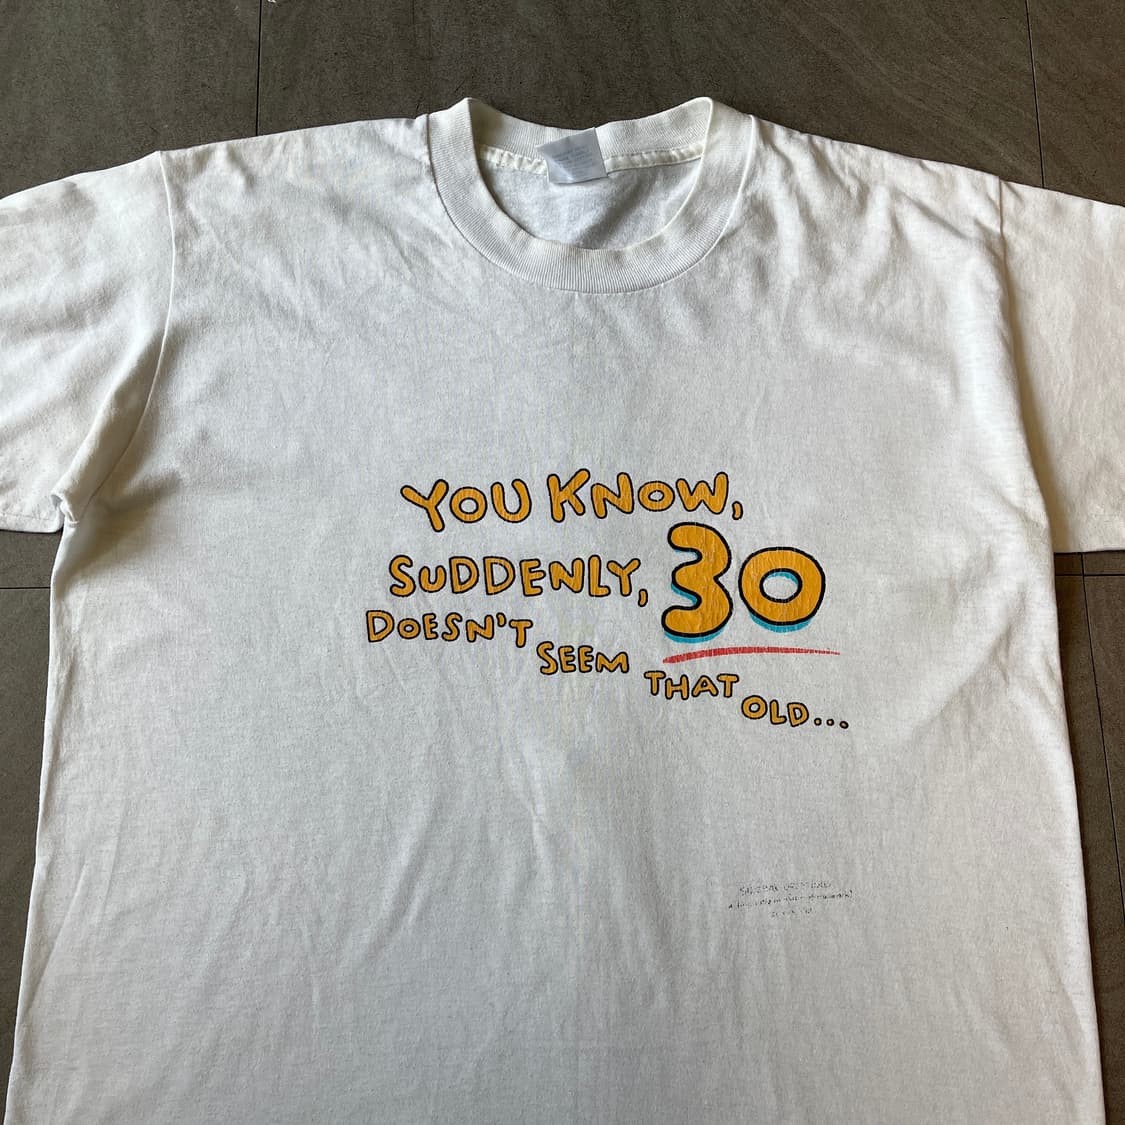 YOU KNOW,
SUDDENLY, 30
DOESN'T SEEM THAT OLD...